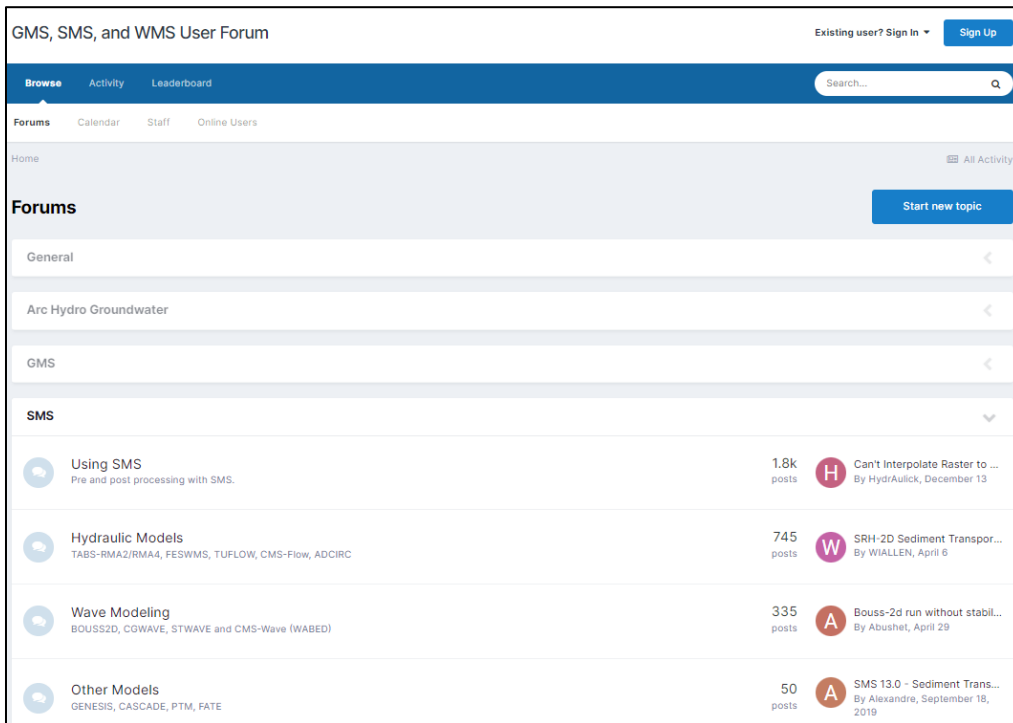 GMS, SMS, and WMS User Forum
Existing user? Sign In
Sign Up
Browse
Activity
Leaderboard
Search...
Forums
Calendar
Staff
Online Users
Home
All Activity
Forums
Start new topic
General
Arc Hydro Groundwater
GMS
SMS
Using SMS
Pre and post processing with SMS.
1.8k
posts
H
Can't Interpolate Raster to ...
By HydrAulick, December 13
Hydraulic Models
TABS-RMA2/RMA4, FESWMS, TUFLOW, CMS-Flow, ADCIRC
745
posts
W
SRH-2D Sediment Transpor...
By WIALLEN, April 6
Wave Modeling
BOUSS2D, CGWAVE, STWAVE and CMS-Wave (WABED)
335
posts
A
Bouss-2d run without stabil...
By Abushet, April 29
Other Models
GENESIS, CASCADE, PTM, FATE
50
posts
A
SMS 13.0 - Sediment Trans...
By Alexandre, September 18,
2019